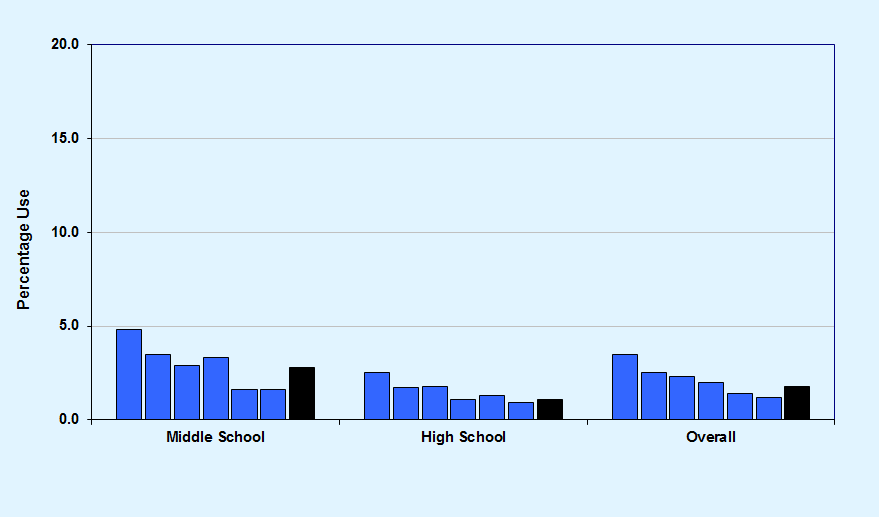 20.0
15.0
10.0
5.0
0.0
Percentage Use
Middle School
High School
Overall